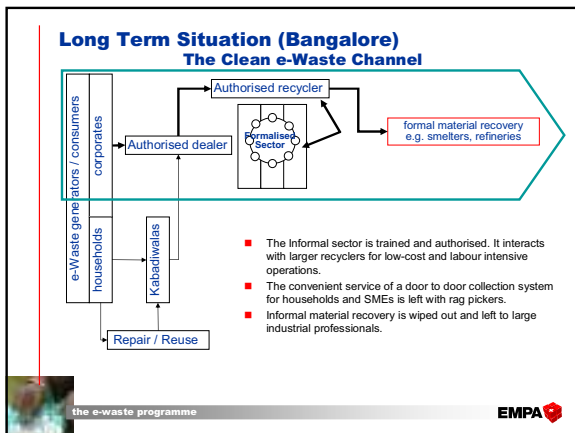 Long Term Situation (Bangalore)
The Clean e-Waste Channel
e-Waste generators / consumers
corporates
households
Authorised dealer
Authorised recycler
Formalised
Sector
formal material recovery
e.g. smelters, refineries
Kabadiwalas
Repair / Reuse
The Informal sector is trained and authorised. It interacts
with larger recyclers for low-cost and labour intensive
operations.
The convenient service of a door to door collection system
for households and SMEs is left with rag pickers.
Informal material recovery is wiped out and left to large
industrial professionals.
the e-waste programme
EMPA